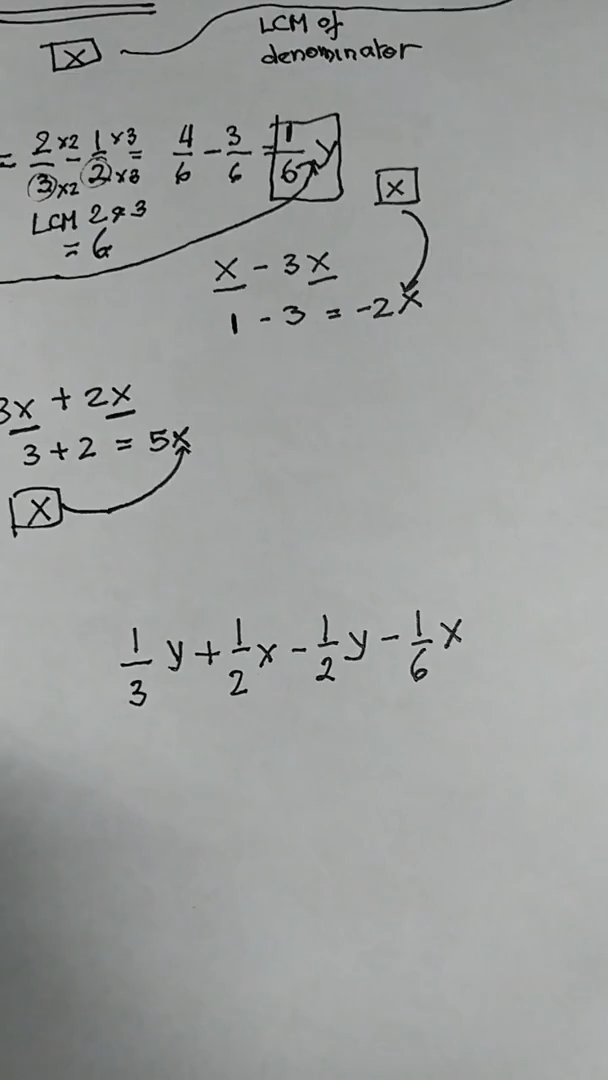 LCM of
denominator
x
= 2/3 ×2/×2 - 1/2 ×3/×3 = 4/6 - 3/6 = 1/6 y
LCM 2 & 3
= 6
x
x - 3x
1 - 3 = -2x
3x + 2x
3 + 2 = 5x
x
1/3 y + 1/2 x - 1/2 y - 1/6 x